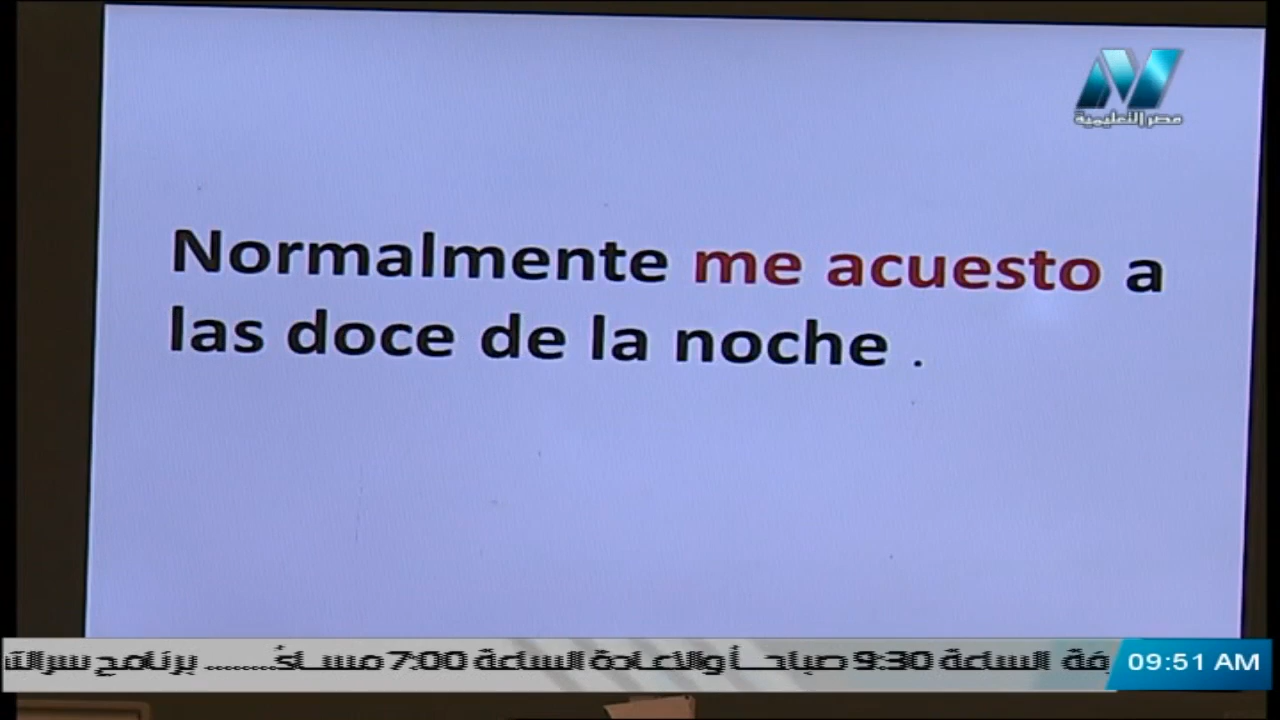 مصر التعليمية
Normalmente me acuesto a
las doce de la noche .
الساعة 9:30 صباحاً والاعادة الساعة 7:00 مساءً........ برنامج
09:51 AM